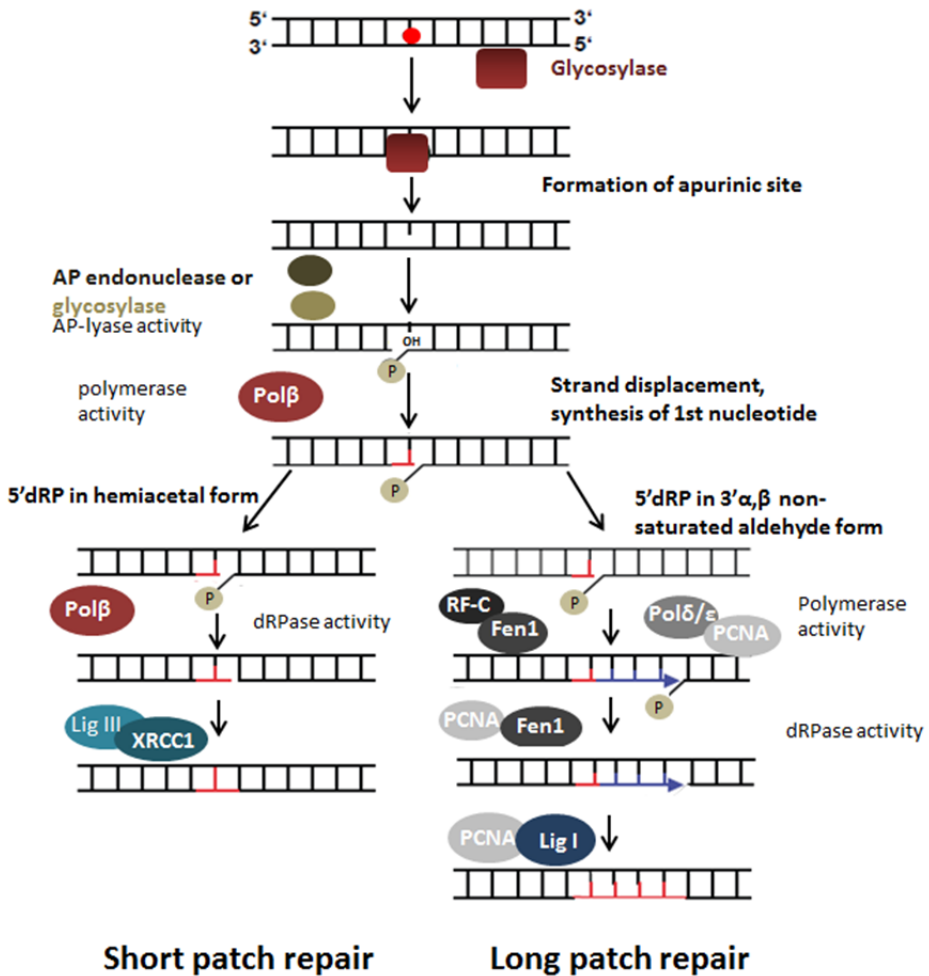 5‘ 3‘
3‘ 5‘
Glycosylase
Formation of apurinic site
AP endonuclease or
glycosylase
AP-lyase activity
OH
P
polymerase
activity
Polβ
Strand displacement,
synthesis of 1st nucleotide
P
5’dRP in hemiacetal form
5’dRP in 3’α,β non-
saturated aldehyde form
P
Polβ
dRPase activity
Lig III
XRCC1
P
RF-C
Fen1
Polδ/ε
PCNA
Polymerase
activity
P
PCNA
Fen1
dRPase activity
PCNA
Lig I
Short patch repair
Long patch repair